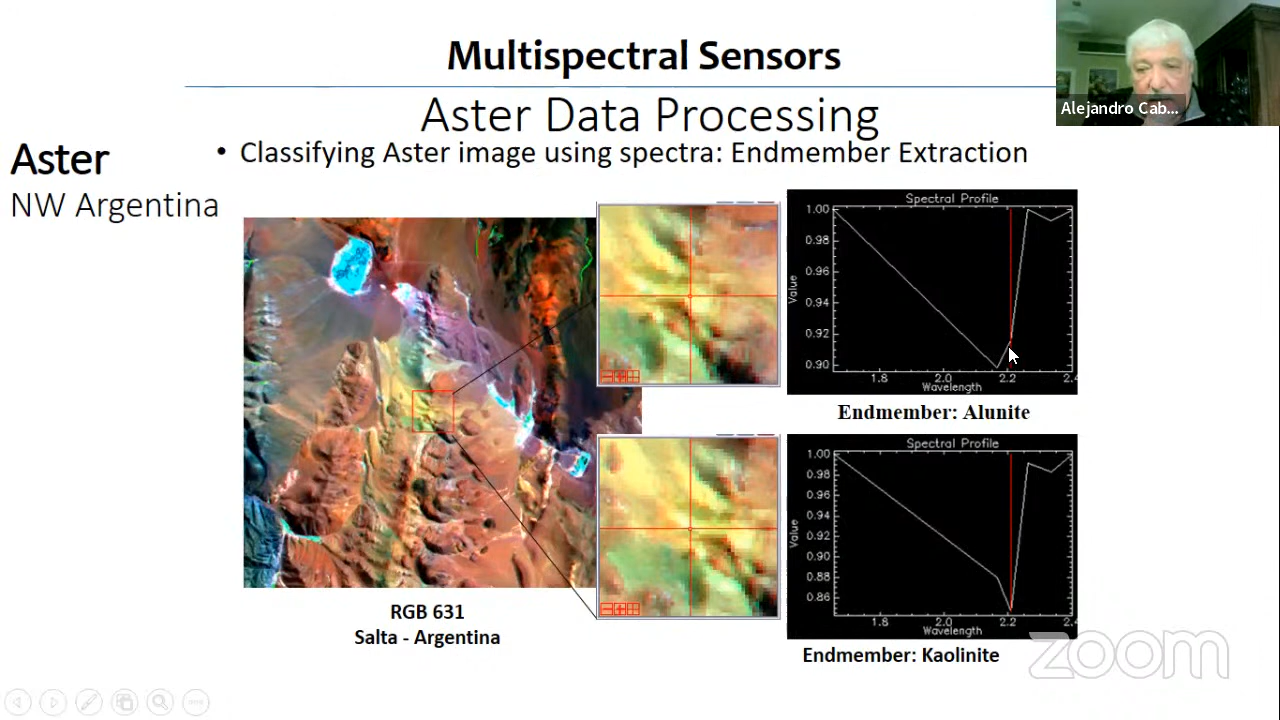 Multispectral Sensors
Alejandro Cab...
Aster Data Processing
Aster
NW Argentina
• Classifying Aster image using spectra: Endmember Extraction
Spectral Profile
1.00
0.98
0.96
0.94
0.92
0.90
Value
1.8
2.0
2.2
2.4
Wavelength
Endmember: Alunite
Spectral Profile
1.00
0.98
0.96
0.94
0.92
0.90
0.88
0.86
Value
1.8
2.0
2.2
2.4
Wavelength
Endmember: Kaolinite
RGB 631
Salta - Argentina
zoom